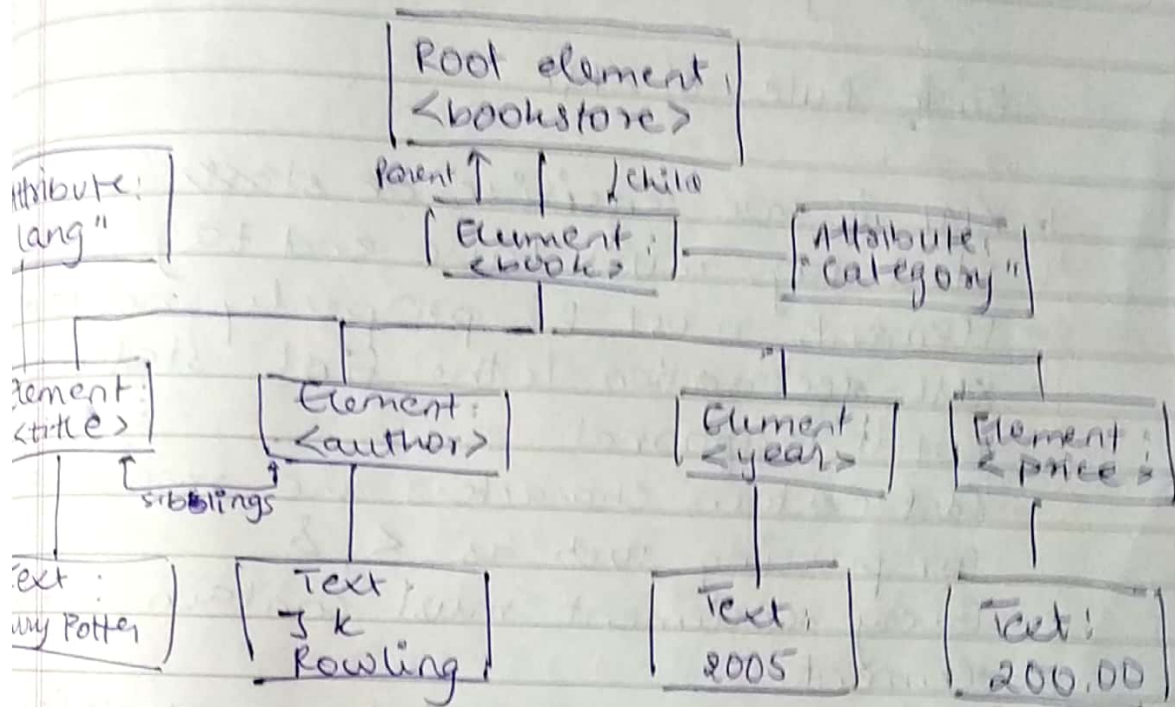 Root element:
<bookstore>
Parent
child
ttribute:
lang"
Element:
<book>
Attribute:
"category"
lement:
<title>
Element:
<author>
Element:
<year>
Element:
<price>
siblings
ext:
rry Potter
Text:
J k
Rowling
Text:
2005
Text:
200.00